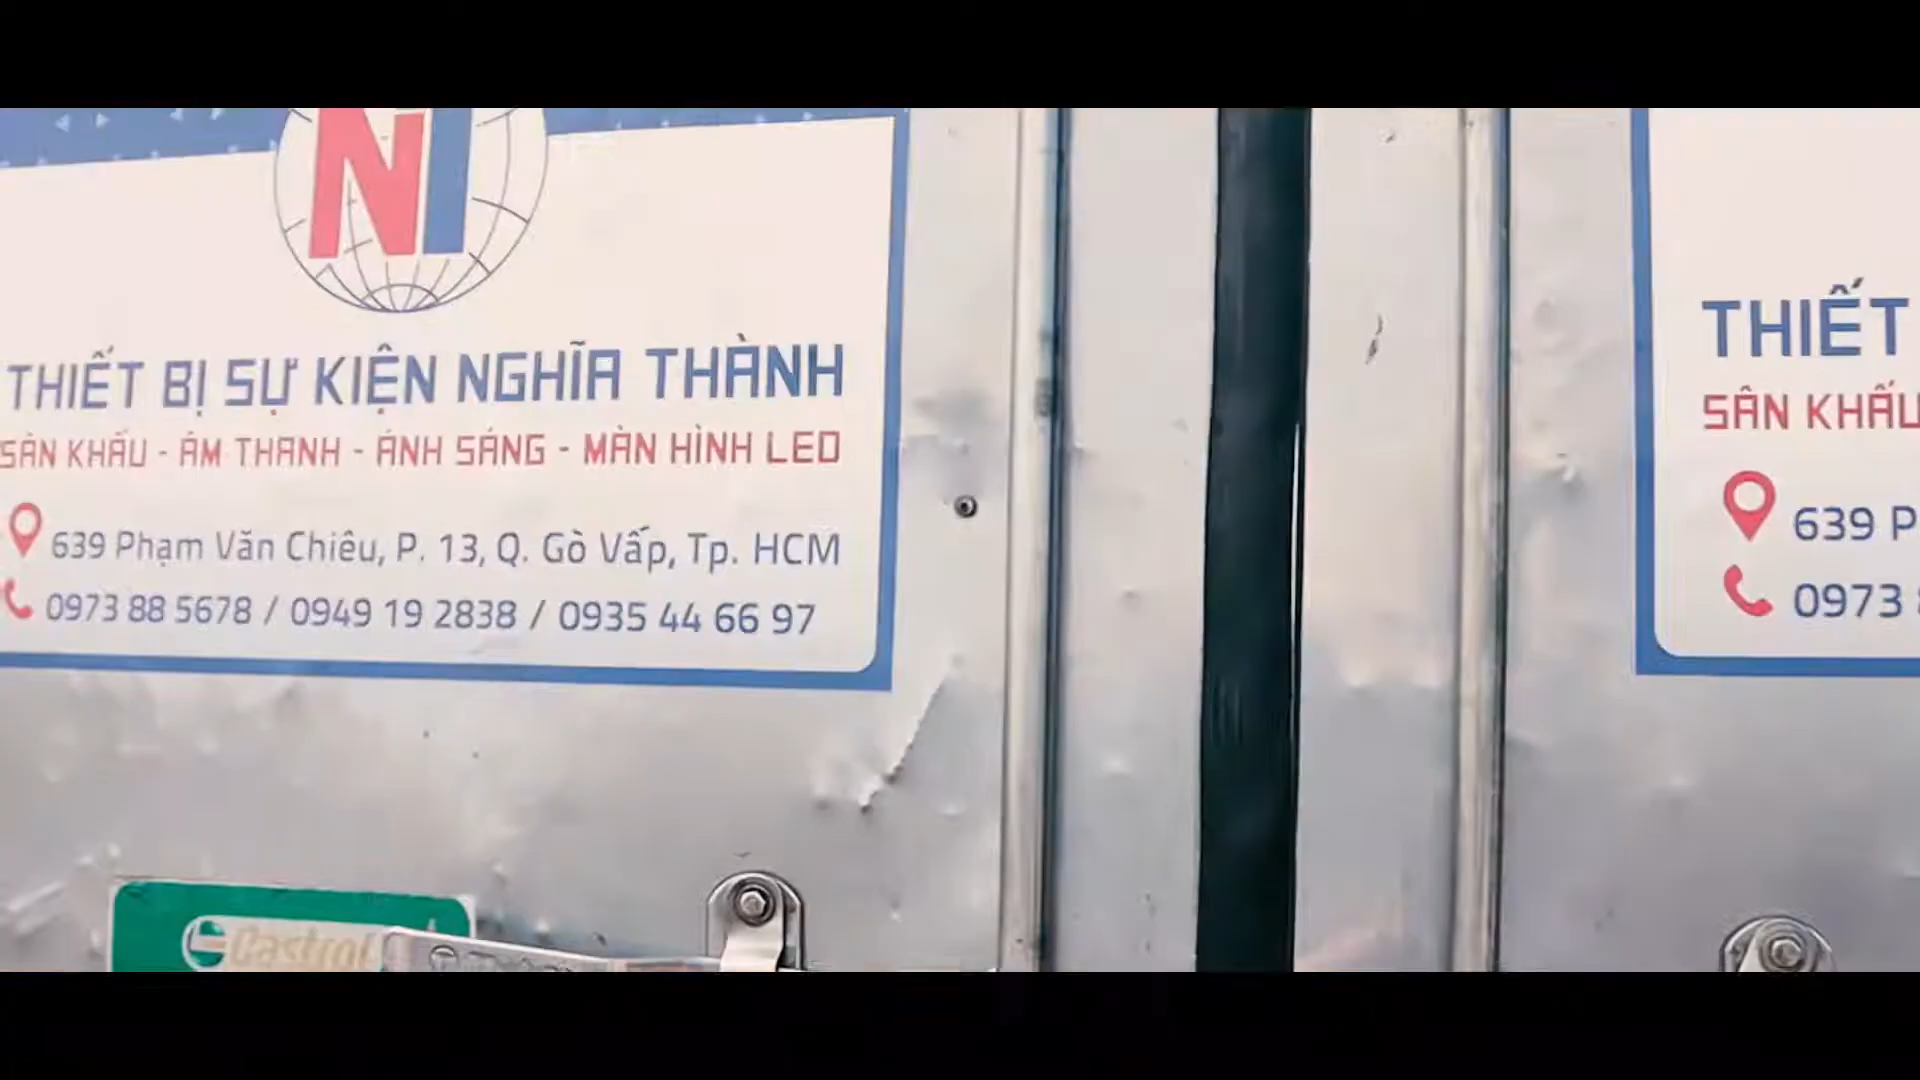 NT
THIẾT BỊ SỰ KIỆN NGHĨA THÀNH
SÂN KHẤU - ÂM THANH - ÁNH SÁNG - MÀN HÌNH LED
639 Phạm Văn Chiêu, P. 13, Q. Gò Vấp, Tp. HCM
0973 88 5678 / 0949 19 2838 / 0935 44 66 97
Castrol
THIẾT
SÂN KHẤU
639 P
0973